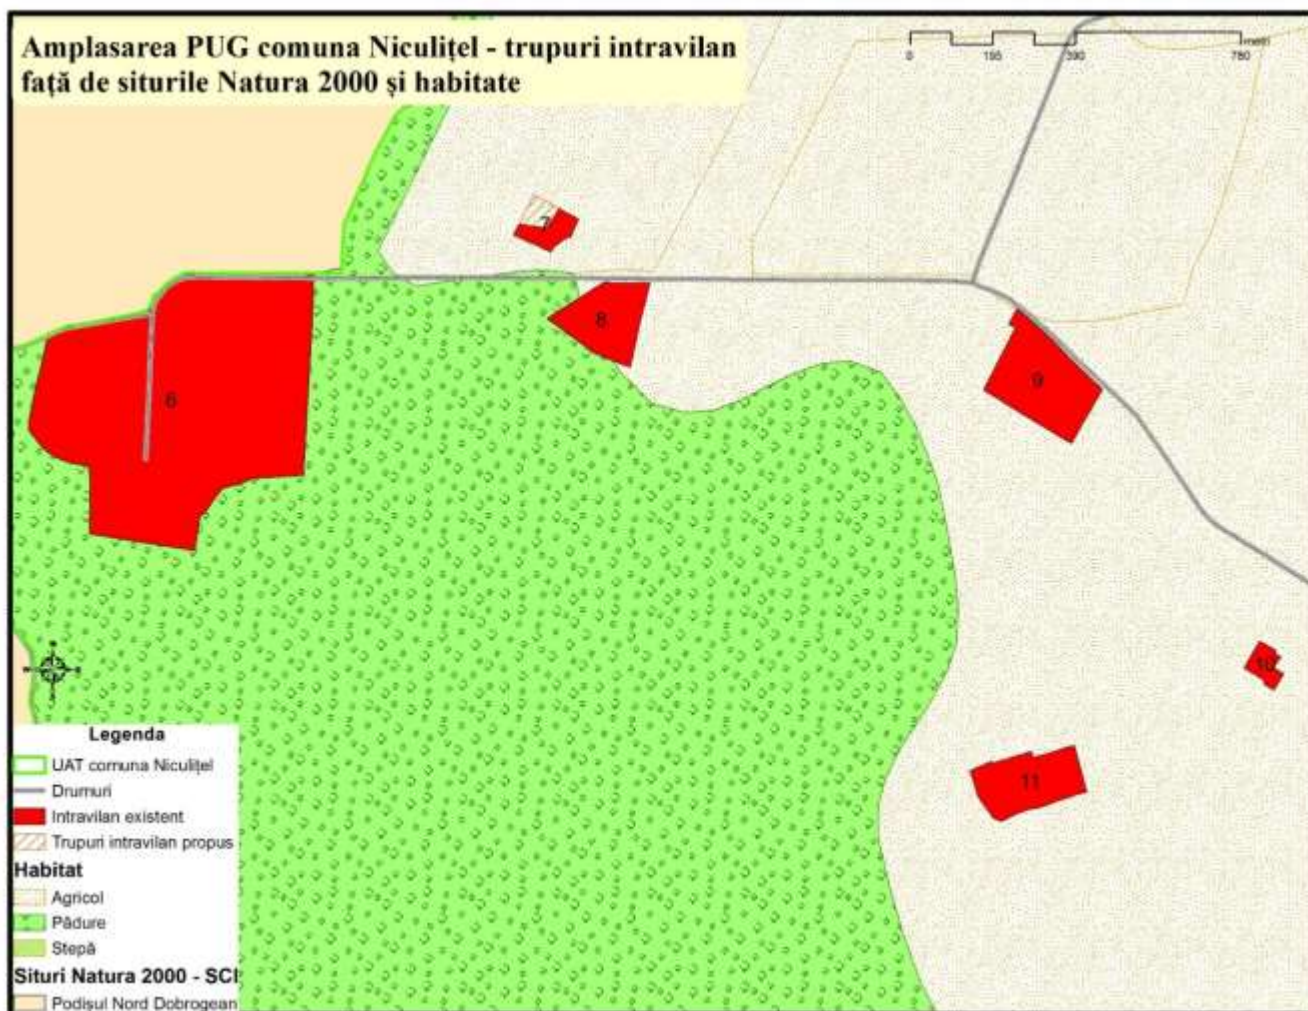 Amplasarea PUG comuna Niculițel - trupuri intravilan
față de siturile Natura 2000 și habitate
metri
0 195 390 780
7
8
6
9
10
11
Legenda
UAT comuna Niculițel
Drumuri
Intravilan existent
Trupuri intravilan propus
Habitat
Agricol
Pădure
Stepă
Situri Natura 2000 - SCI
Podișul Nord Dobrogean